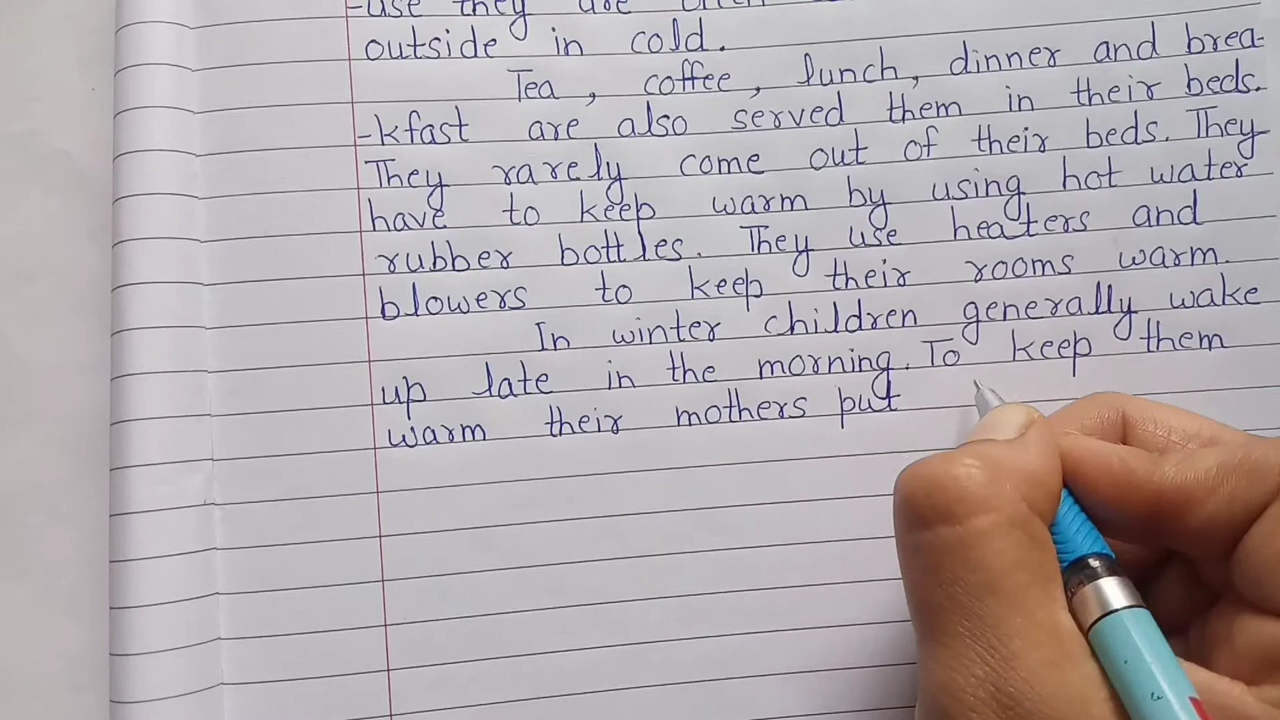 -use they are
outside in cold.
Tea, coffee, lunch, dinner and brea-
-kfast are also served them in their beds.
They rarely come out of their beds. They
have to keep warm by using hot water
rubber bottles. They use heaters and
blowers to keep their rooms warm.
In winter children generally wake
up late in the morning. To keep them
warm their mothers put